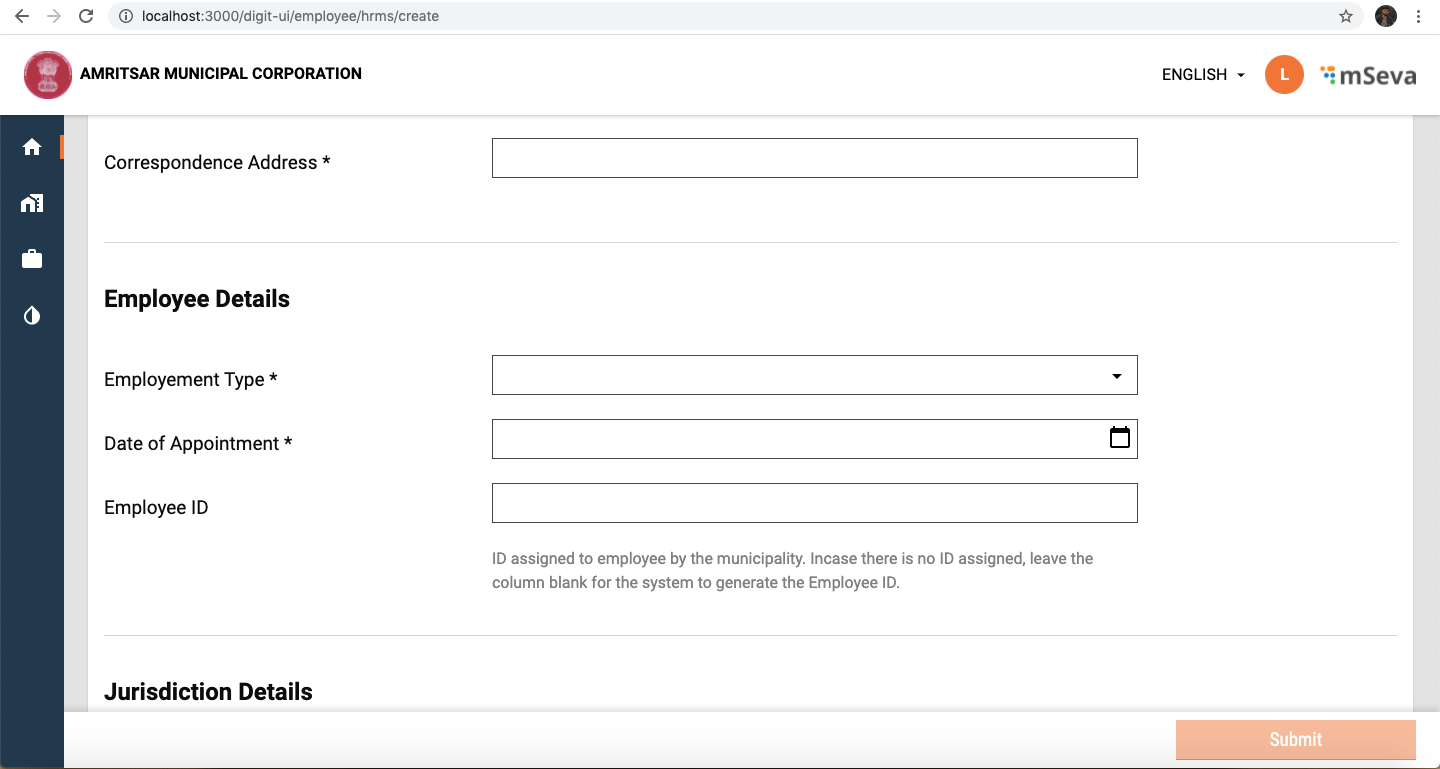 localhost:3000/digit-ui/employee/hrms/create
AMRITSAR MUNICIPAL CORPORATION
ENGLISH
L
mSeva
Correspondence Address *
Employee Details
Employement Type *
Date of Appointment *
Employee ID
ID assigned to employee by the municipality. Incase there is no ID assigned, leave the
column blank for the system to generate the Employee ID.
Jurisdiction Details
Submit